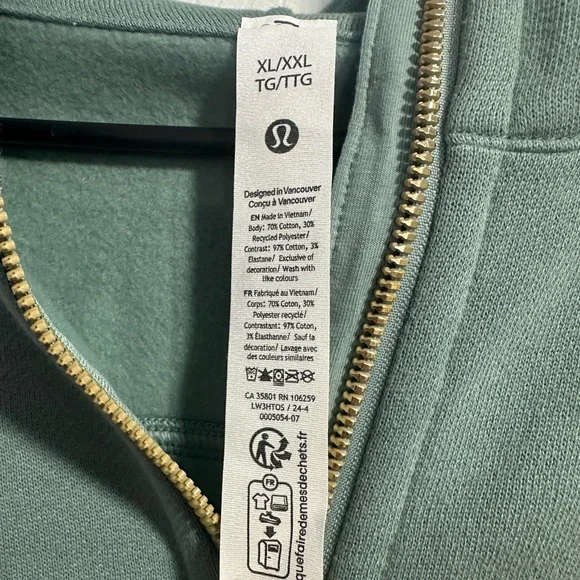 XL/XXL
TG/TTG
Designed in Vancouver
Conçu à Vancouver
EN Made in Vietnam/
Body: 70% Cotton, 30%
Recycled Polyester/
Contrast: 97% Cotton, 3%
Elastane/ Exclusive of
decoration/ Wash with
like colours
FR Fabriqué au Vietnam/
Corps: 70% Coton, 30%
Polyester recyclé/
Contrastant: 97% Coton,
3% Élasthanne/ Sauf la
décoration/ Lavage avec
des couleurs similaires
CA 35801 RN 106259
LW3HTOS / 24-4
0005054-07
FR
quefairedemesdechets.fr